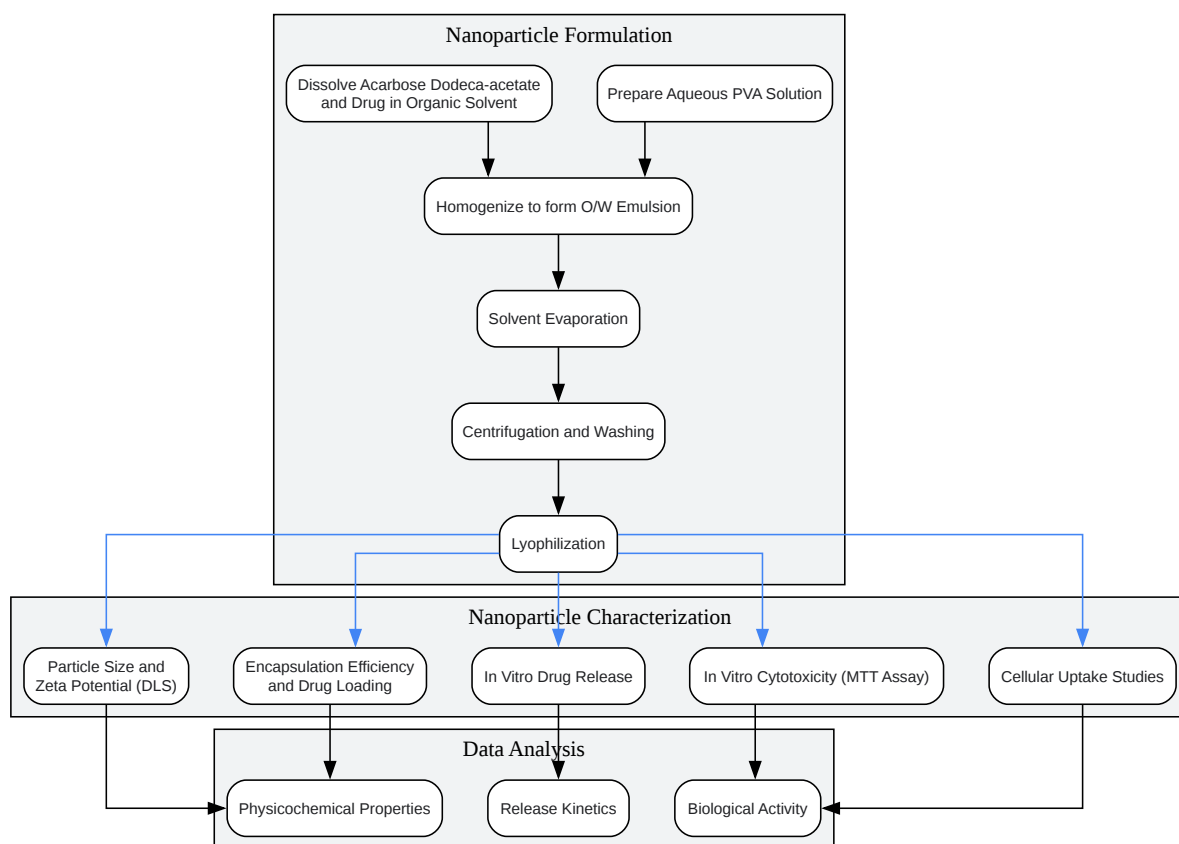 Nanoparticle Formulation
Dissolve Acarbose Dodeca-acetate
and Drug in Organic Solvent
Prepare Aqueous PVA Solution
Homogenize to form O/W Emulsion
Solvent Evaporation
Centrifugation and Washing
Lyophilization
Nanoparticle Characterization
Particle Size and
Zeta Potential (DLS)
Encapsulation Efficiency
and Drug Loading
In Vitro Drug Release
In Vitro Cytotoxicity (MTT Assay)
Cellular Uptake Studies
Data Analysis
Physicochemical Properties
Release Kinetics
Biological Activity